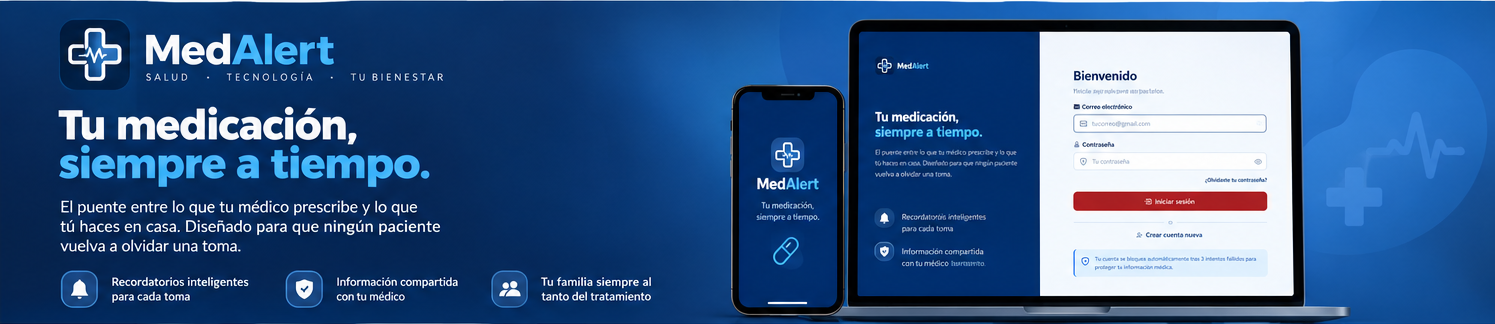 MedAlert
SALUD · TECNOLOGÍA · TU BIENESTAR
Tu medicación,
siempre a tiempo.
El puente entre lo que tu médico prescribe y lo que
tú haces en casa. Diseñado para que ningún paciente
vuelva a olvidar una toma.
Recordatorios inteligentes
para cada toma
Información compartida
con tu médico
Tu familia siempre al
tanto del tratamiento
MedAlert
Tu medicación,
siempre a tiempo.
MedAlert
Tu medicación,
siempre a tiempo.
El puente entre lo que tu médico prescribe y lo que
tú haces en casa. Diseñado para que ningún paciente
vuelva a olvidar una toma.
Recordatorios inteligentes
para cada toma
Información compartida
con tu médico
Bienvenido
Correo electrónico
tucorreo@gmail.com
Contraseña
Tu contraseña
¿Olvidaste tu contraseña?
Iniciar sesión
o
Crear cuenta nueva
Tu cuenta se bloquea automáticamente tras 3 intentos fallidos para
proteger tu información médica.